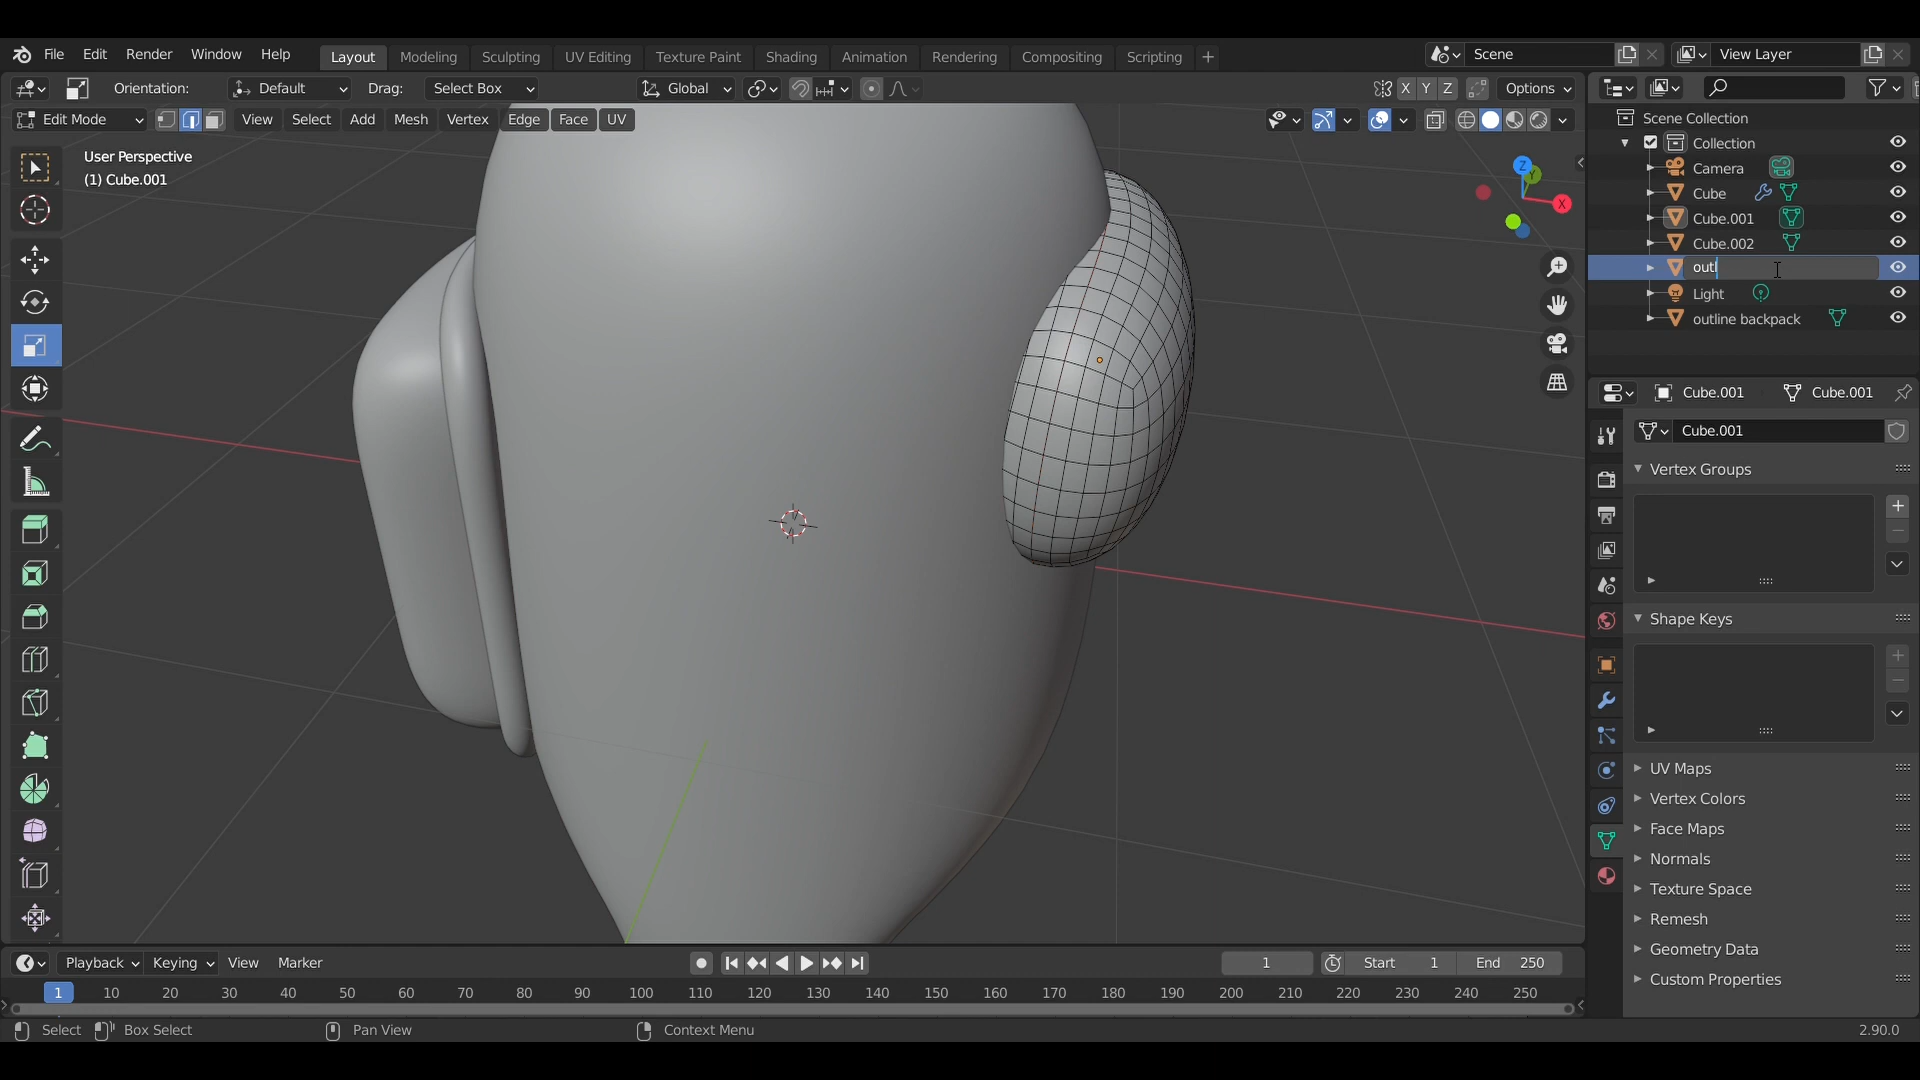 File Edit Render Window Help Layout Modeling Sculpting UV Editing Texture Paint Shading Animation Rendering Compositing Scripting + Scene View Layer
Orientation: Default Drag: Select Box Global X Y Z Options
Edit Mode View Select Add Mesh Vertex Edge Face UV
User Perspective
(1) Cube.001
Z
X
Scene Collection
Collection
Camera
Cube
Cube.001
Cube.002
outl
Light
outline backpack
Cube.001 Cube.001
Cube.001
Vertex Groups
Shape Keys
UV Maps
Vertex Colors
Face Maps
Normals
Texture Space
Remesh
Geometry Data
Custom Properties
Playback Keying View Marker 1 Start 1 End 250
1 10 20 30 40 50 60 70 80 90 100 110 120 130 140 150 160 170 180 190 200 210 220 230 240 250
Select Box Select Pan View Context Menu 2.90.0